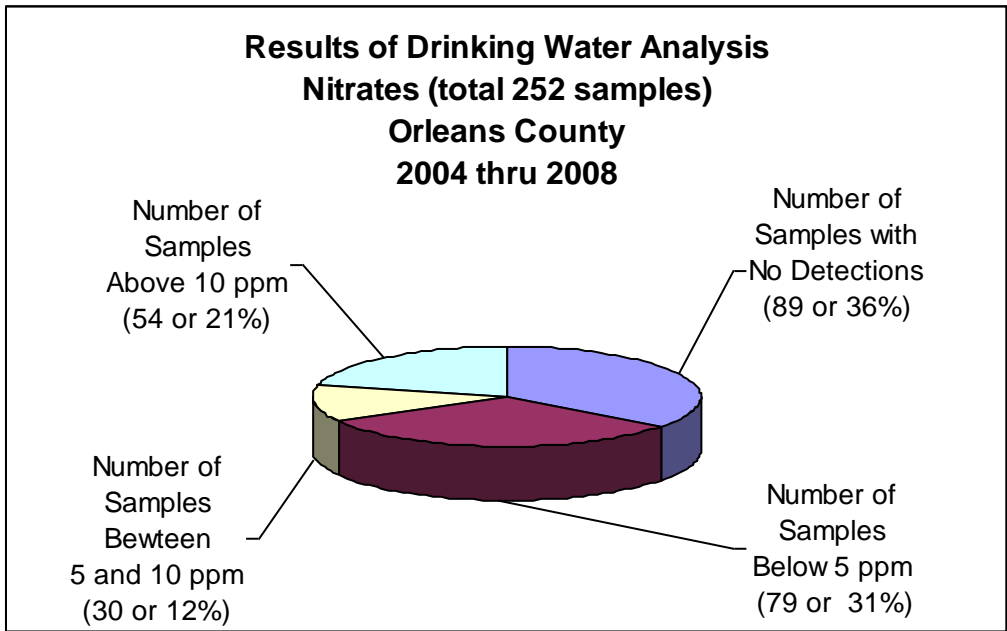 Results of Drinking Water Analysis
Nitrates (total 252 samples)
Orleans County
2004 thru 2008
Number of
Samples
Above 10 ppm
(54 or 21%)
Number of
Samples with
No Detections
(89 or 36%)
Number of
Samples
Bewteen
5 and 10 ppm
(30 or 12%)
Number of
Samples
Below 5 ppm
(79 or  31%)